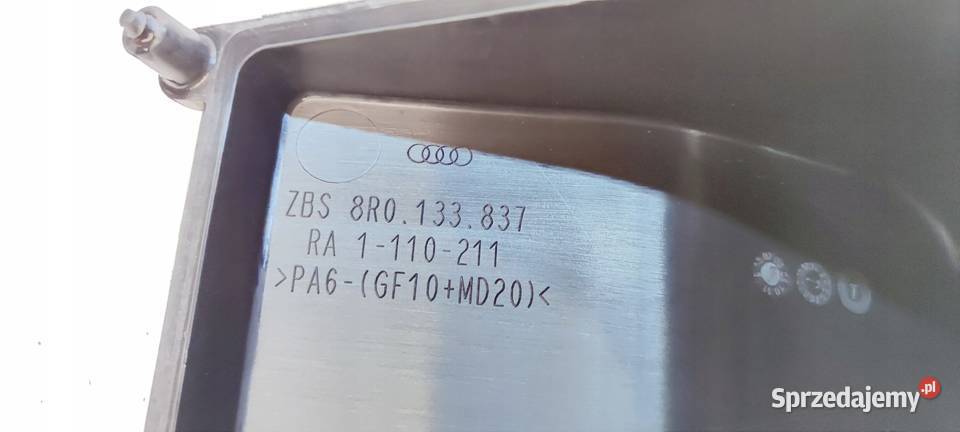 ZBS 8R0.133.837
RA 1-110-211
>PA6-(GF10+MD20)<
Sprzedajemy.pl